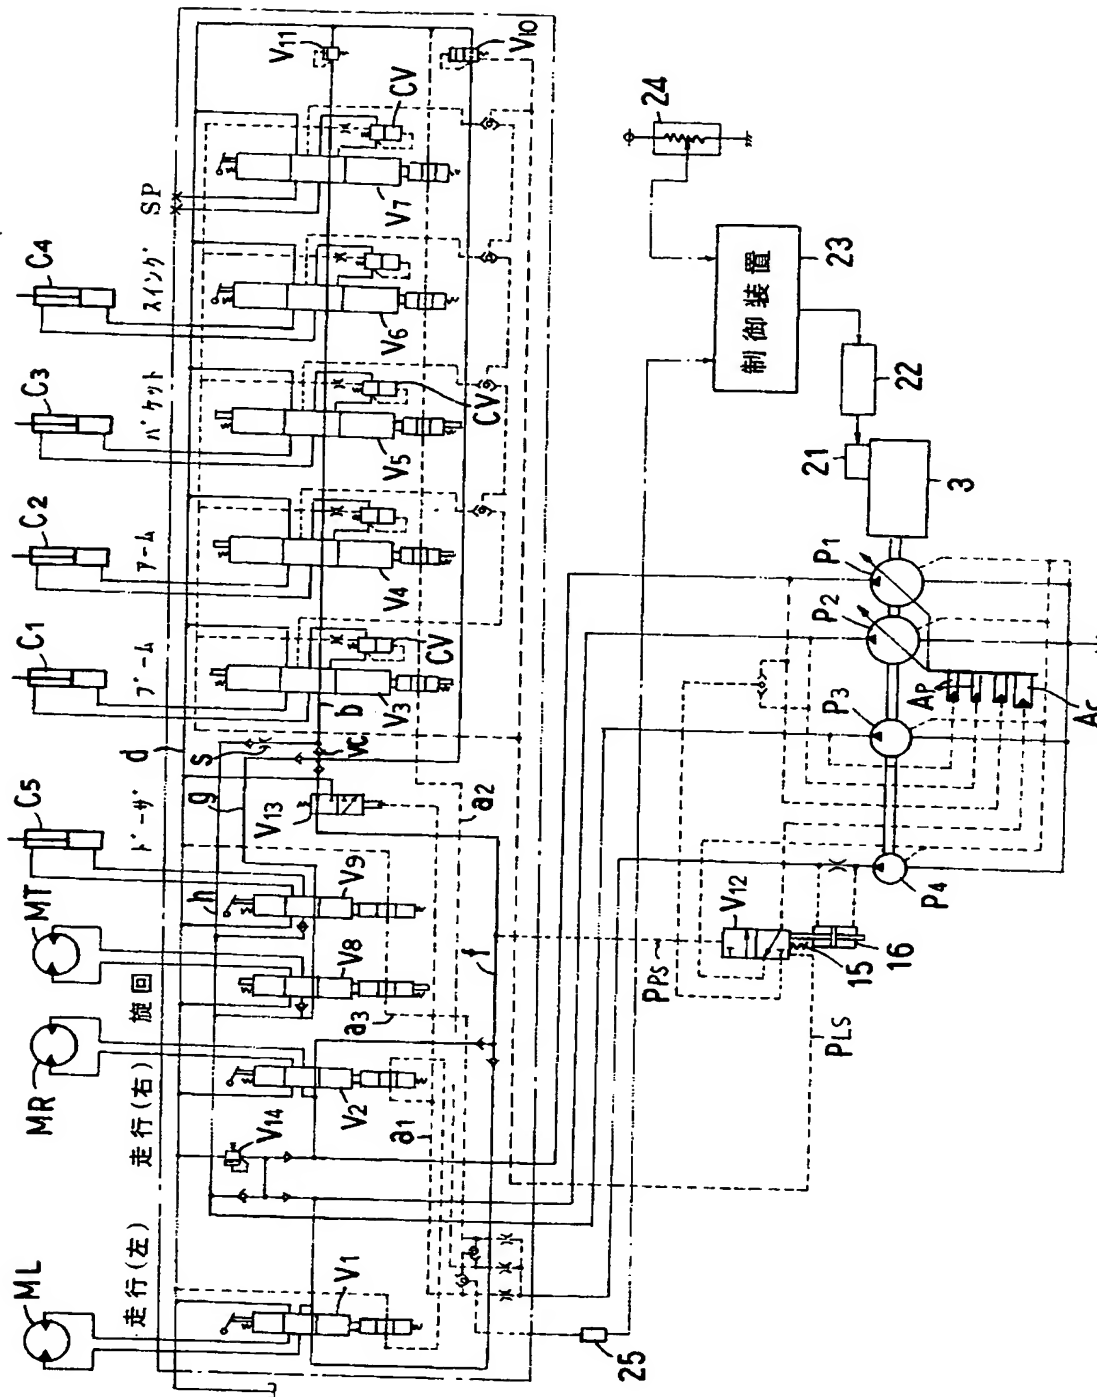 ML
走行(左)
V1
MR
走行(右)
V14
V2
MT
旋回
V8
a3
a1
C5
ドーザ
h
V9
g
V13
d
s
VC
b
a2
f
C1
ブーム
V3
CV
C2
アーム
V4
C3
バケット
V5
CV
C4
スイング
V6
SP
V7
CV
V11
V10
25
PPS
PLS
V12
15
16
P4
P3
P2
P1
AP
AC
3
21
22
制御装置
23
24